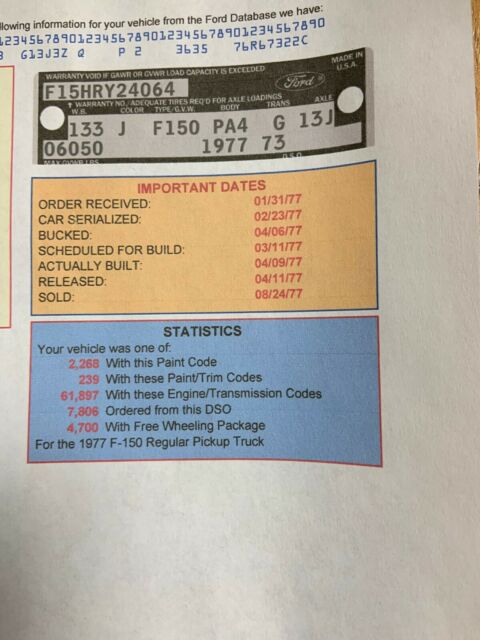 llowing information for your vehicle from the Ford Database we have:
1234567890123456789012345678901234567890
G13J3Z Q P 2 3635 76R67322C
WARRANTY VOID IF GAWR OR GVWR LOAD CAPACITY IS EXCEEDED
MADE IN
U.S.A.
Ford
F15HRY24064
WARRANTY NO./ADEQUATE TIRES REQ'D FOR AXLE LOADINGS
W.B. COLOR TYPE/G.V.W. BODY TRANS AXLE
133 J F150 PA4 G 13J
06050 1977 73
MAX GVWR LBS D.S.O.
IMPORTANT DATES
ORDER RECEIVED: 01/31/77
CAR SERIALIZED: 02/23/77
BUCKED: 04/06/77
SCHEDULED FOR BUILD: 03/11/77
ACTUALLY BUILT: 04/09/77
RELEASED: 04/11/77
SOLD: 08/24/77
STATISTICS
Your vehicle was one of:
2,268 With this Paint Code
239 With these Paint/Trim Codes
61,897 With these Engine/Transmission Codes
7,806 Ordered from this DSO
4,700 With Free Wheeling Package
For the 1977 F-150 Regular Pickup Truck